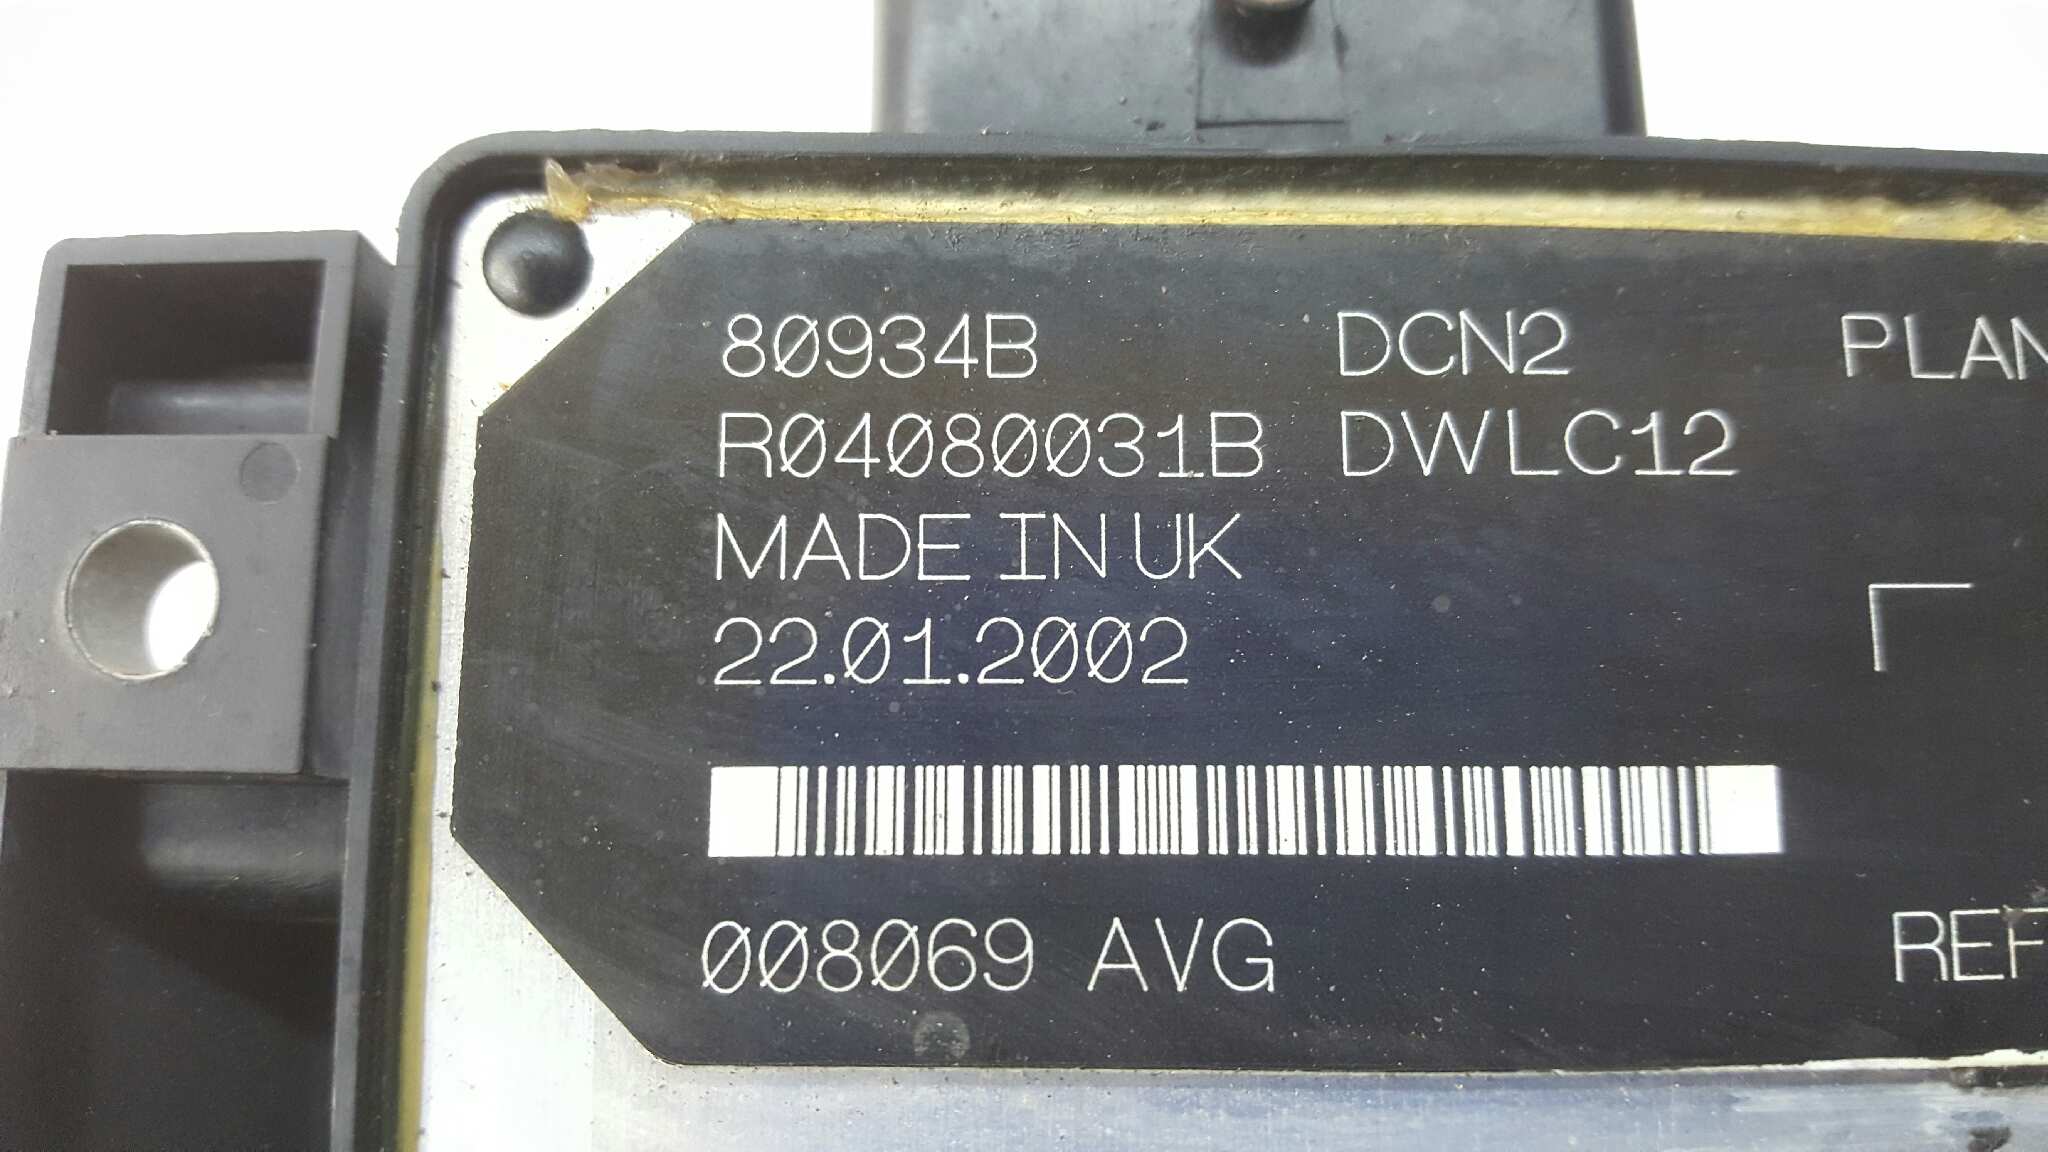 80934B DCN2 PLAN
R04080031B DWLC12
MADE IN UK
22.01.2002
008069 AVG REF